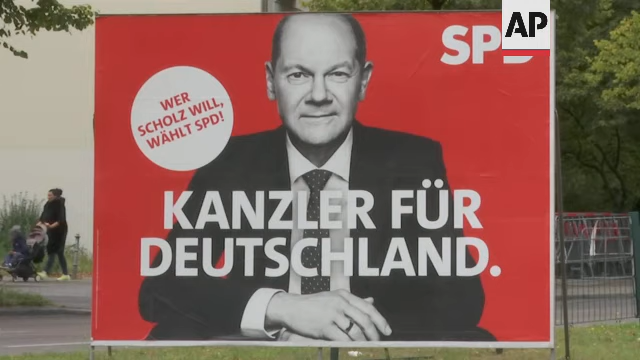 SPD
AP
WER
SCHOLZ WILL,
WÄHLT SPD!
KANZLER FÜR
DEUTSCHLAND.